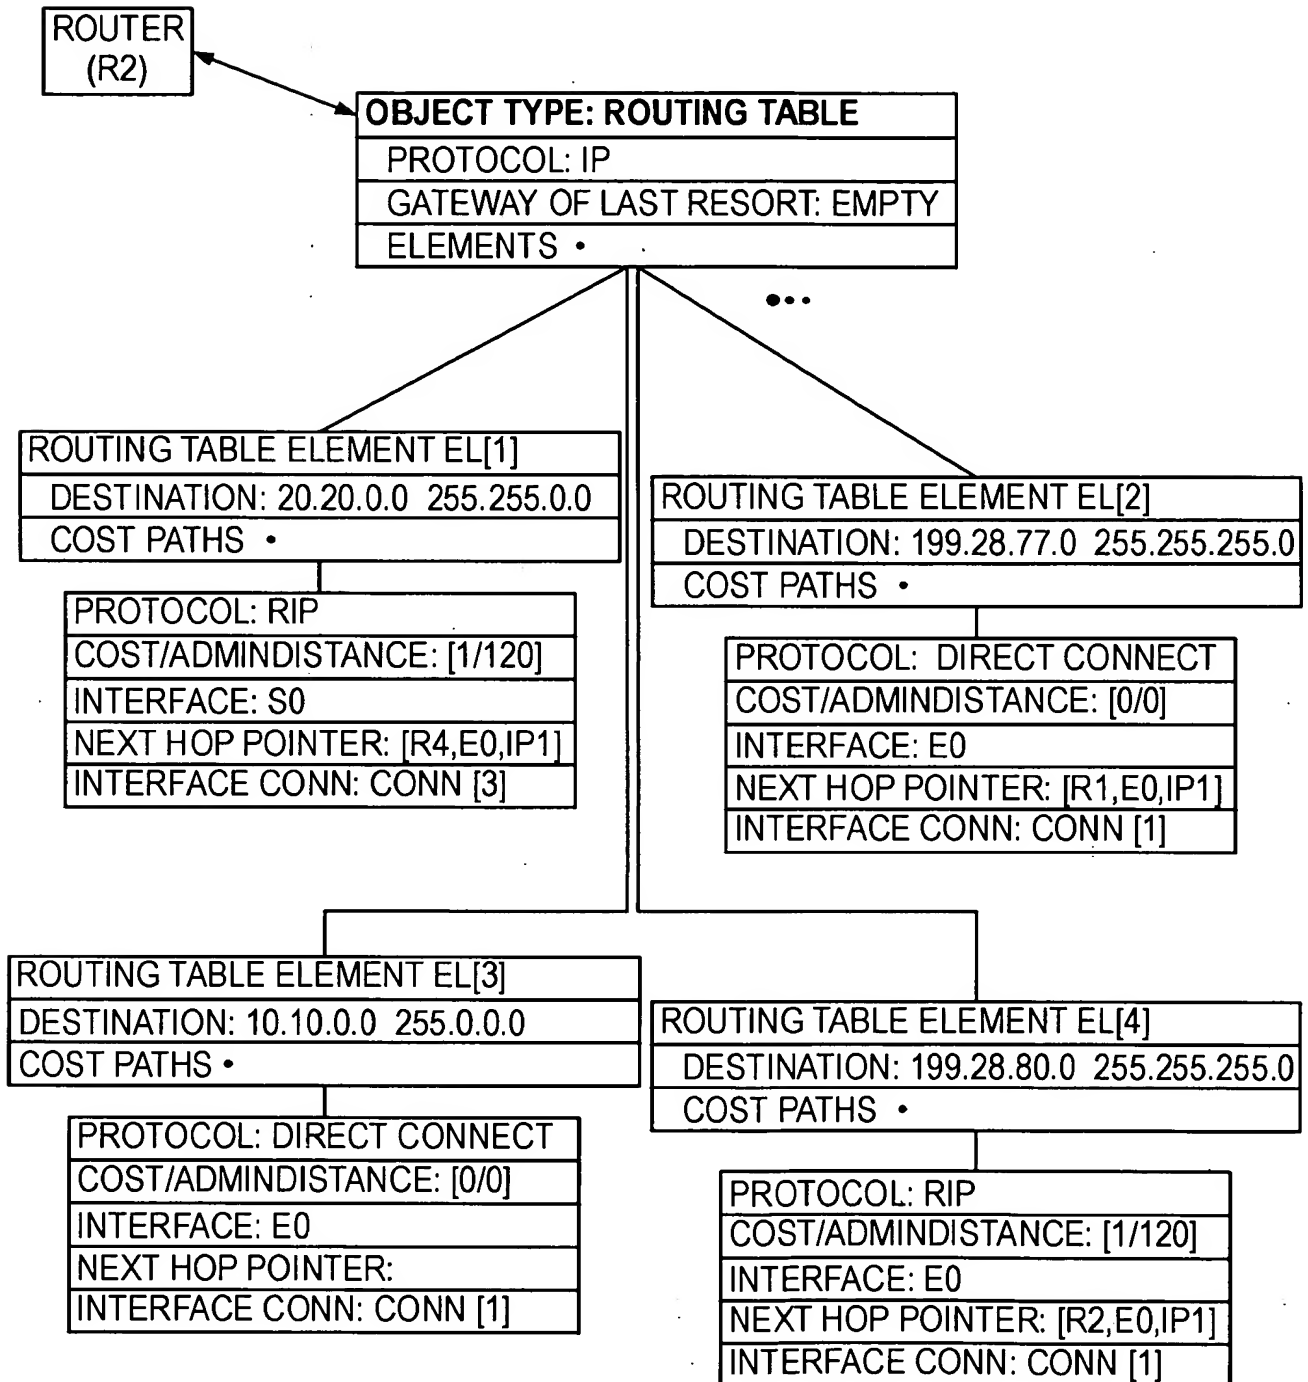 ROUTER
(R2)
OBJECT TYPE: ROUTING TABLE
PROTOCOL: IP
GATEWAY OF LAST RESORT: EMPTY
ELEMENTS •
ROUTING TABLE ELEMENT EL[1]
DESTINATION: 20.20.0.0 255.255.0.0
COST PATHS •
PROTOCOL: RIP
COST/ADMINDISTANCE: [1/120]
INTERFACE: S0
NEXT HOP POINTER: [R4,E0,IP1]
INTERFACE CONN: CONN [3]
ROUTING TABLE ELEMENT EL[2]
DESTINATION: 199.28.77.0 255.255.255.0
COST PATHS •
PROTOCOL: DIRECT CONNECT
COST/ADMINDISTANCE: [0/0]
INTERFACE: E0
NEXT HOP POINTER: [R1,E0,IP1]
INTERFACE CONN: CONN [1]
ROUTING TABLE ELEMENT EL[3]
DESTINATION: 10.10.0.0 255.0.0.0
COST PATHS •
PROTOCOL: DIRECT CONNECT
COST/ADMINDISTANCE: [0/0]
INTERFACE: E0
NEXT HOP POINTER:
INTERFACE CONN: CONN [1]
ROUTING TABLE ELEMENT EL[4]
DESTINATION: 199.28.80.0 255.255.255.0
COST PATHS •
PROTOCOL: RIP
COST/ADMINDISTANCE: [1/120]
INTERFACE: E0
NEXT HOP POINTER: [R2,E0,IP1]
INTERFACE CONN: CONN [1]